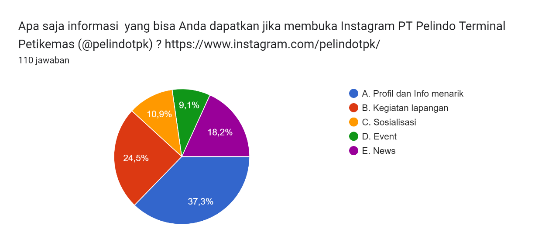 Apa saja informasi yang bisa Anda dapatkan jika membuka Instagram PT Pelindo Terminal
Petikemas (@pelindotpk) ? https://www.instagram.com/pelindotpk/
110 jawaban
A. Profil dan Info menarik
B. Kegiatan lapangan
C. Sosialisasi
D. Event
E. News
9,1%
10,9%
18,2%
24,5%
37,3%